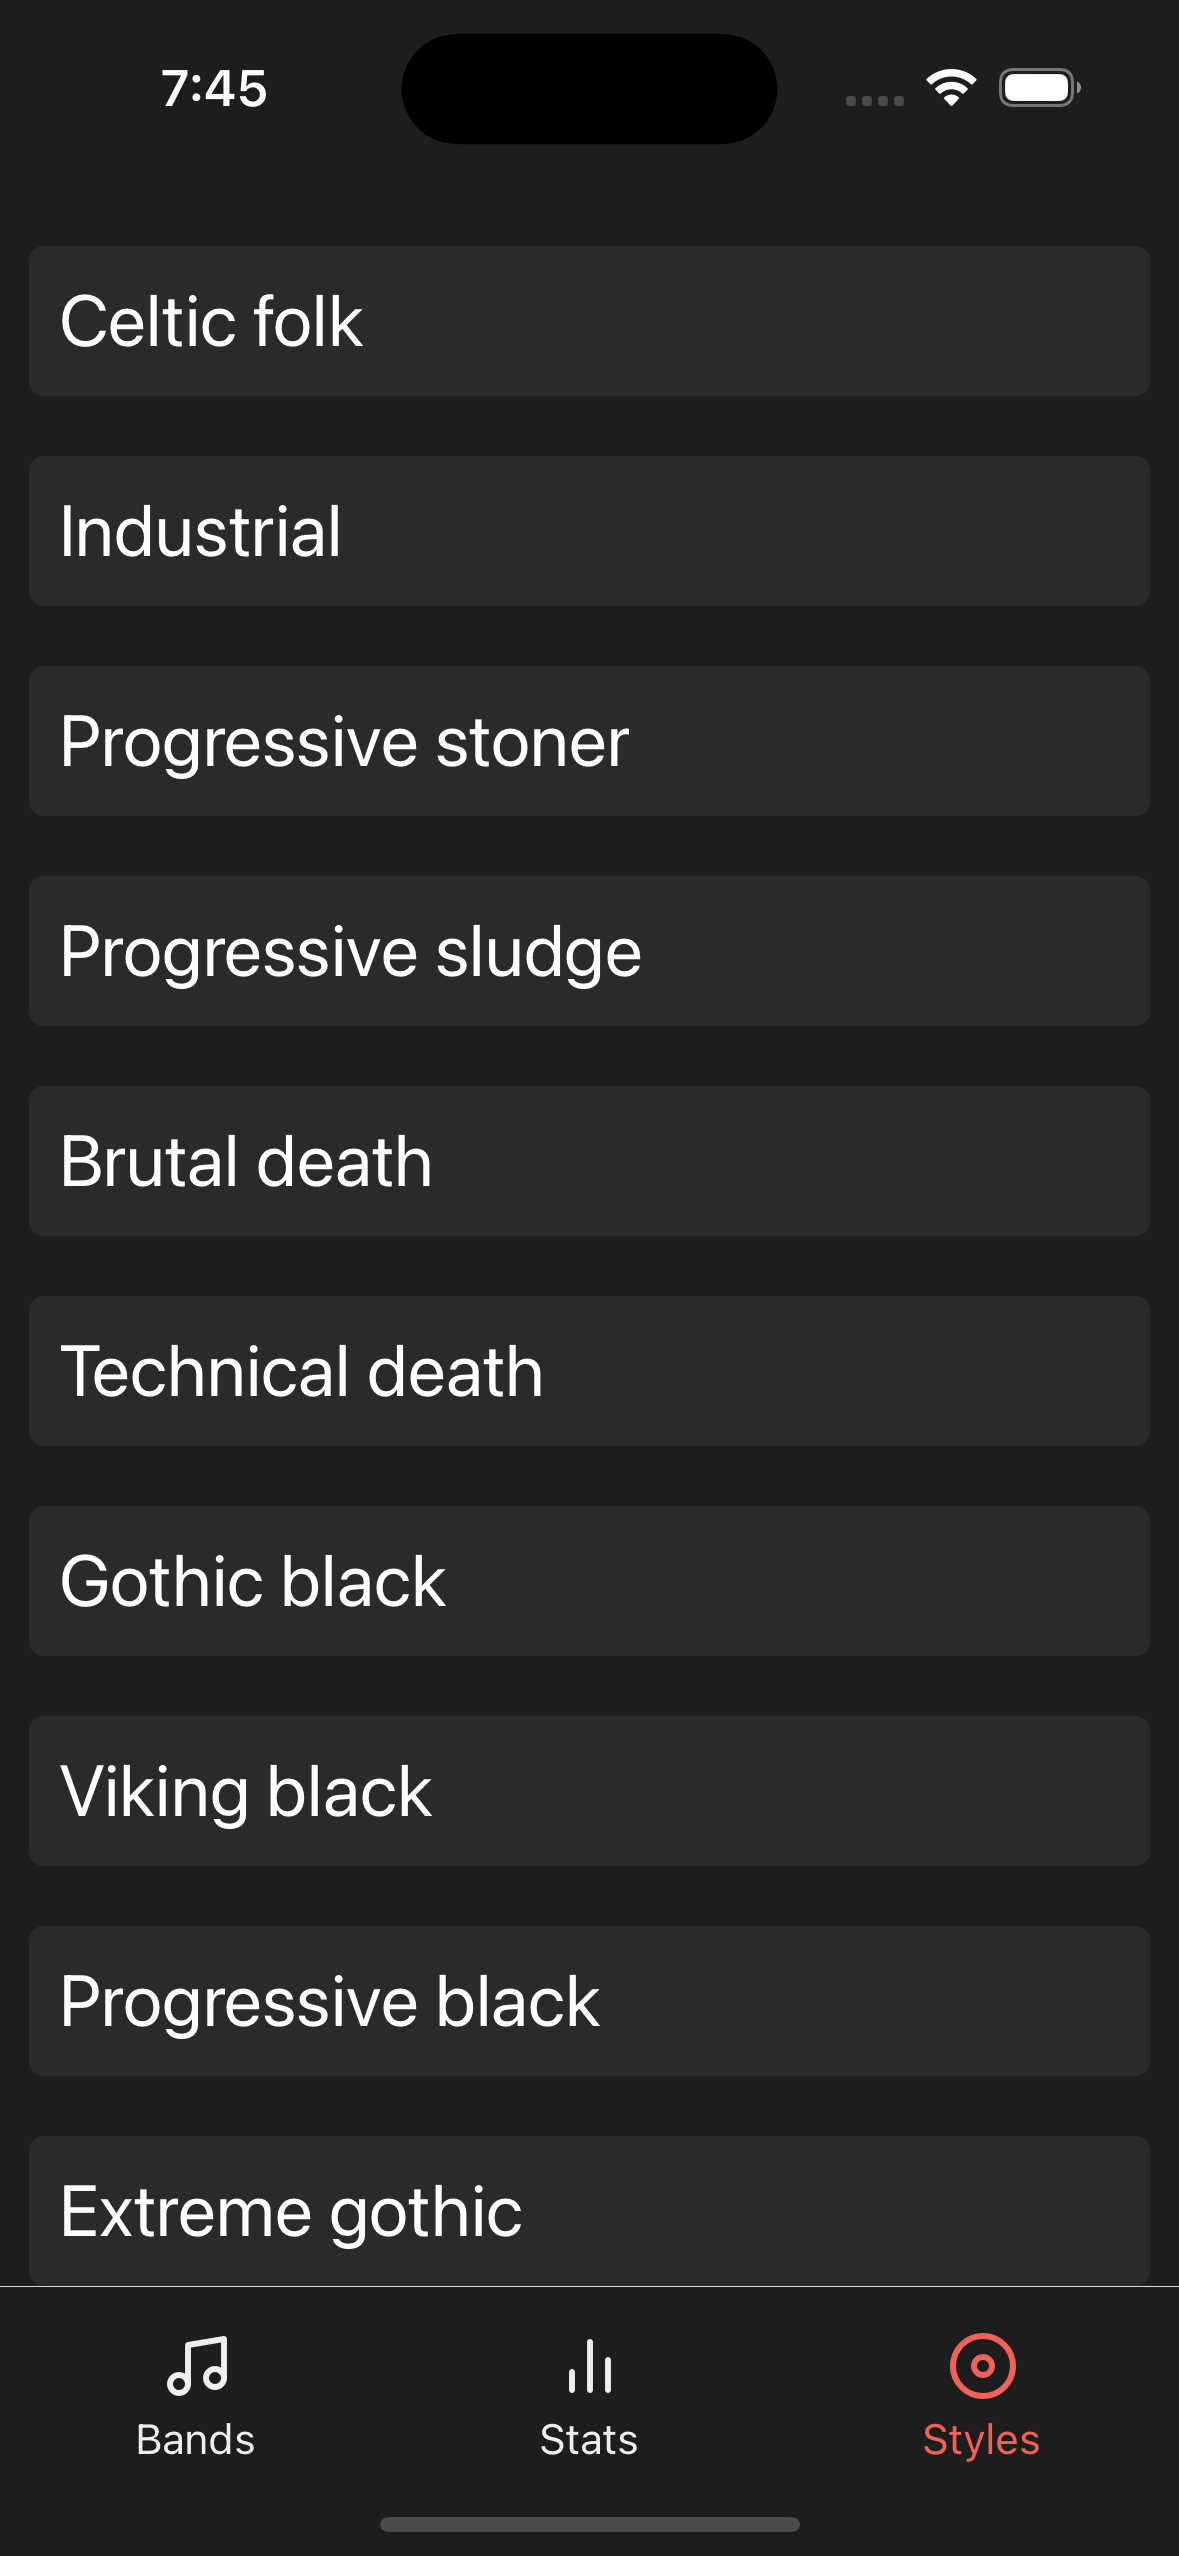 7:45
Celtic folk
Industrial
Progressive stoner
Progressive sludge
Brutal death
Technical death
Gothic black
Viking black
Progressive black
Extreme gothic
Bands
Stats
Styles